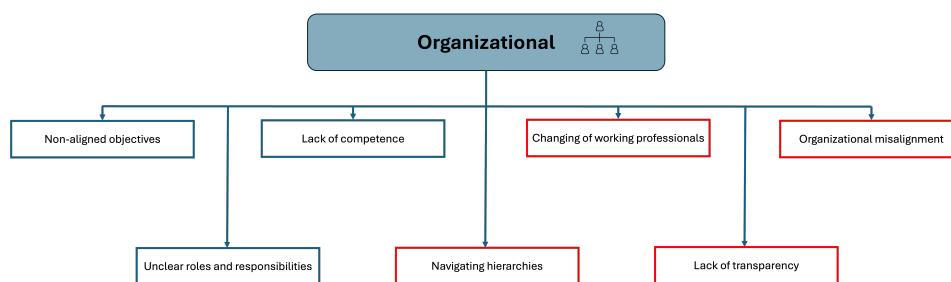 Organizational
Non-aligned objectives
Lack of competence
Changing of working professionals
Organizational misalignment
Unclear roles and responsibilities
Navigating hierarchies
Lack of transparency